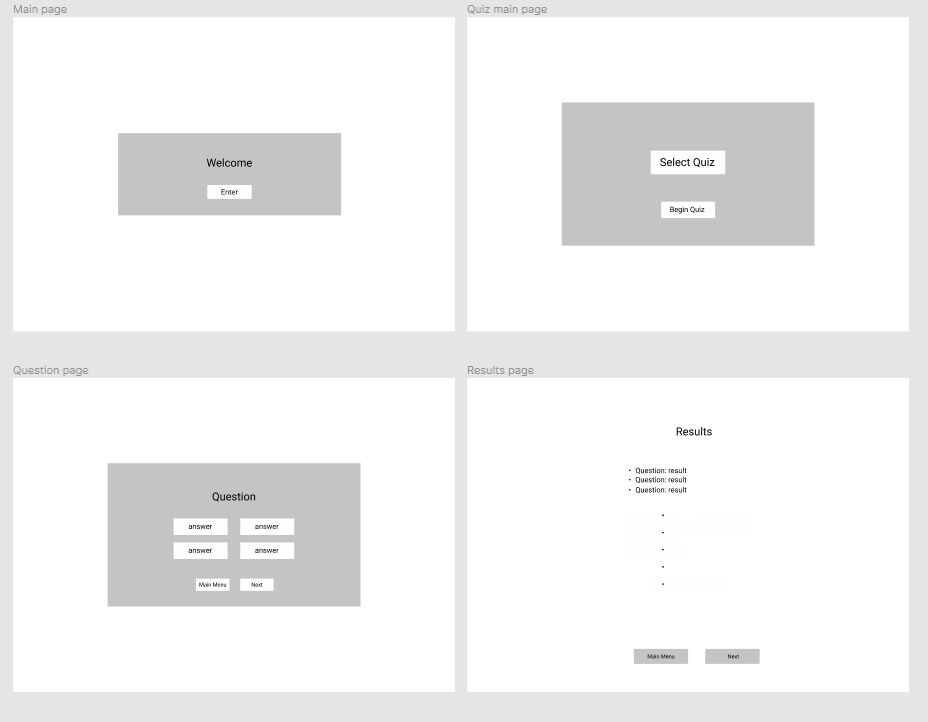 Main page
Welcome
Enter
Quiz main page
Select Quiz
Begin Quiz
Question page
Question
answer answer
answer answer
Main Menu Next
Results page
Results
• Question: result
• Question: result
• Question: result
•
•
•
•
•
Main Menu Next